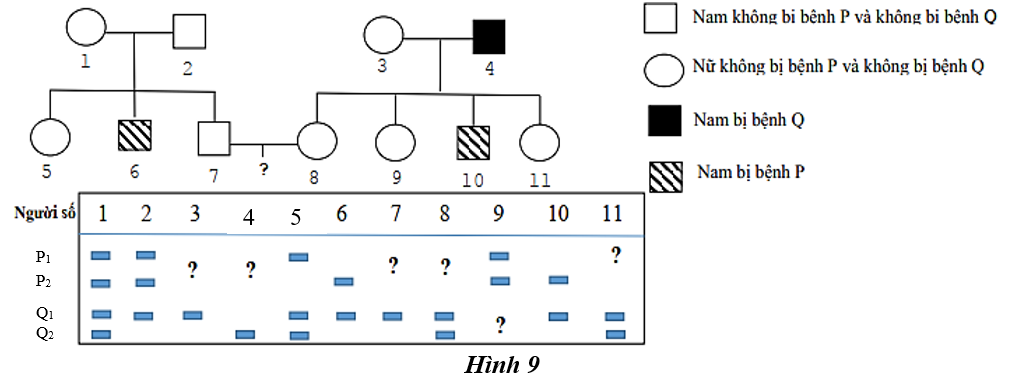 Nam không bị bệnh P và không bị bệnh Q
1 2 3 4
Nữ không bị bệnh P và không bị bệnh Q
Nam bị bệnh Q
5 6 7 ? 8 9 10 11
Nam bị bệnh P
Người số 1 2 3 4 5 6 7 8 9 10 11
P1 ?
? ? ? ?
P2
Q1
?
Q2
Hình 9